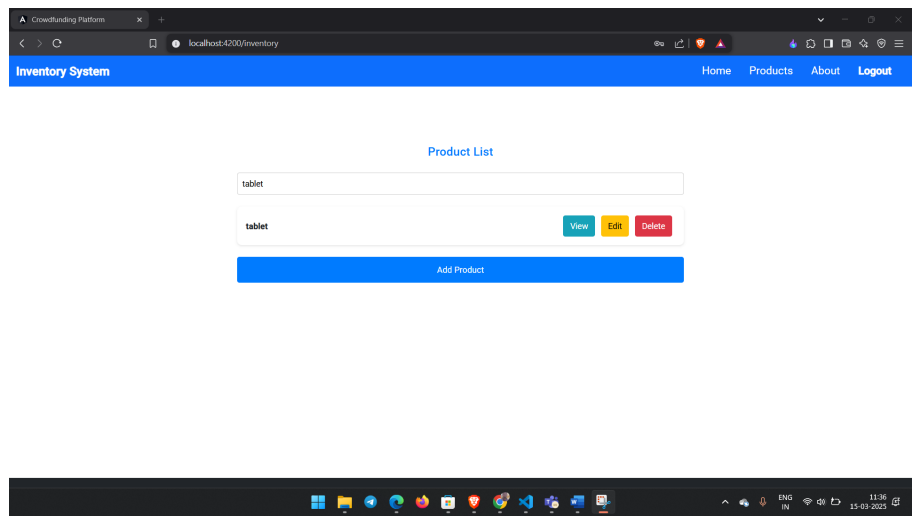 Crowdfunding Platform
localhost:4200/inventory
Inventory System Home Products About Logout
Product List
tablet
tablet View Edit Delete
Add Product
ENG 11:36
IN 15-03-2025